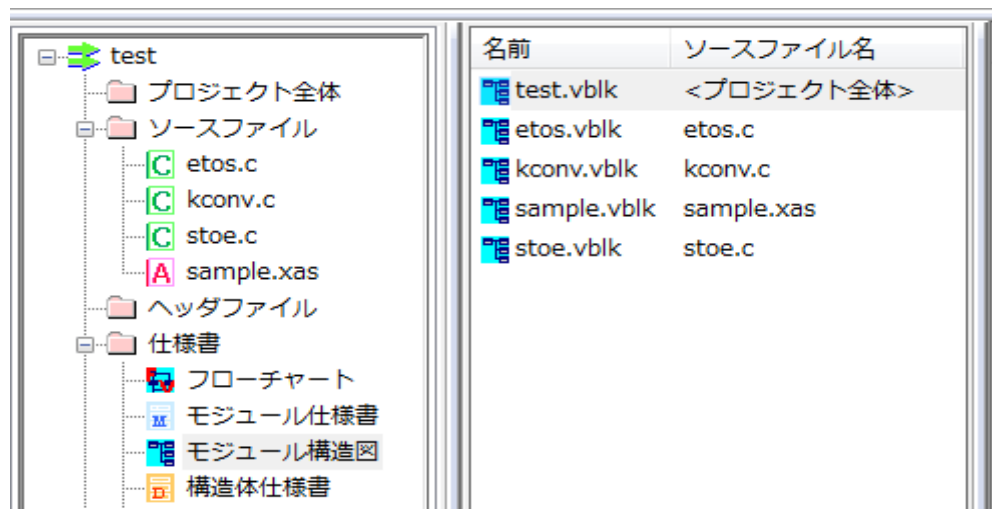 test
プロジェクト全体
ソースファイル
etos.c
kconv.c
stoe.c
sample.xas
ヘッダファイル
仕様書
フローチャート
モジュール仕様書
モジュール構造図
構造体仕様書
名前 ソースファイル名
test.vblk <プロジェクト全体>
etos.vblk etos.c
kconv.vblk kconv.c
sample.vblk sample.xas
stoe.vblk stoe.c